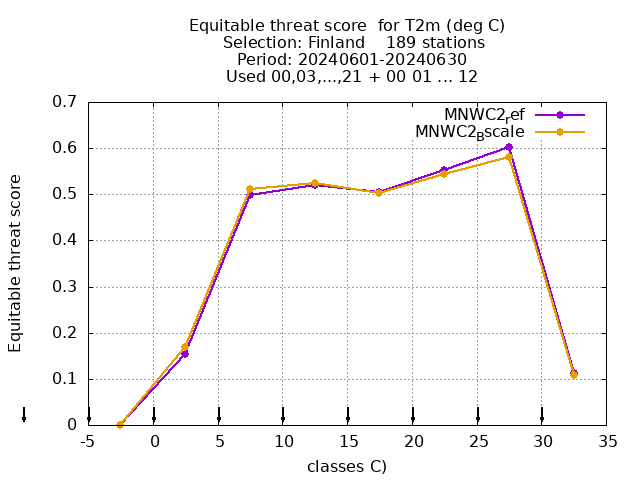 Equitable threat score  for T2m (deg C)
Selection: Finland    189 stations
Period: 20240601-20240630
Used 00,03,...,21 + 00 01 ... 12
MNWC2_ref
MNWC2_Bscale
Equitable threat score
0.7
0.6
0.5
0.4
0.3
0.2
0.1
0
-5 0 5 10 15 20 25 30 35
classes C)